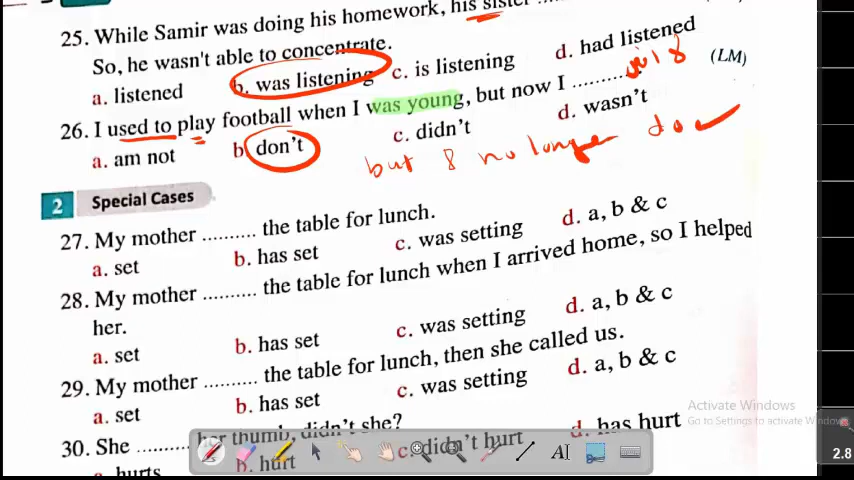 25. While Samir was doing his homework, his sister ..........
So, he wasn't able to concentrate.
a. listened b. was listening c. is listening d. had listened
26. I used to play football when I was young, but now I .......... (LM)
a. am not b don't c. didn't d. wasn't
but 8 no longer do
2 Special Cases
27. My mother .......... the table for lunch.
a. set b. has set c. was setting d. a, b & c
28. My mother .......... the table for lunch when I arrived home, so I helped
her.
a. set b. has set c. was setting d. a, b & c
29. My mother .......... the table for lunch, then she called us.
a. set b. has set c. was setting d. a, b & c
30. She .......... her thumb, didn't she?
a. hurts b. hurt c. didn't hurt d. has hurt
Activate Windows
Go to Settings to activate Windows
AI
2.8